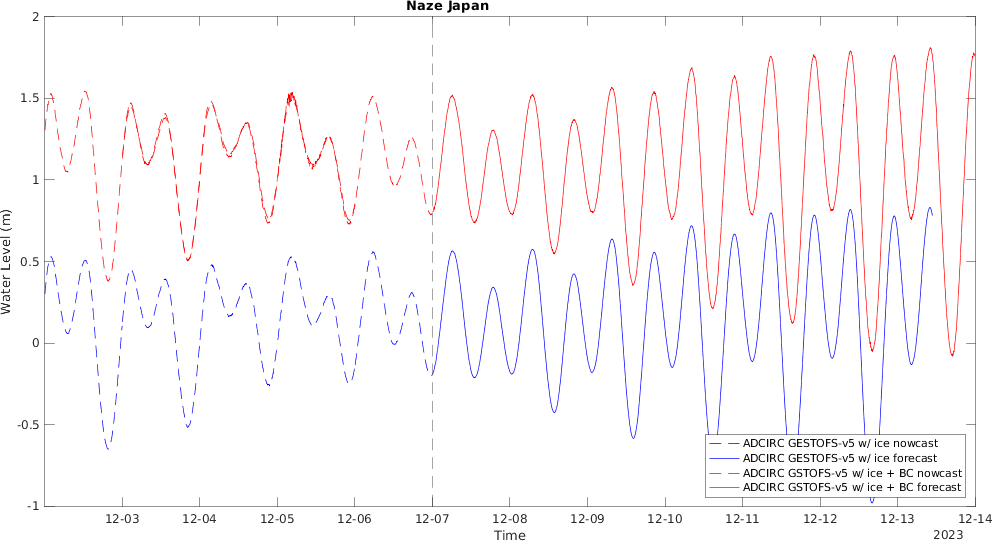 Naze Japan
2
1.5
1
0.5
0
-0.5
-1
Water Level (m)
ADCIRC GESTOFS-v5 w/ ice nowcast
ADCIRC GESTOFS-v5 w/ ice forecast
ADCIRC GSTOFS-v5 w/ ice + BC nowcast
ADCIRC GSTOFS-v5 w/ ice + BC forecast
12-03 12-04 12-05 12-06 12-07 12-08 12-09 12-10 12-11 12-12 12-13 12-14
Time
2023